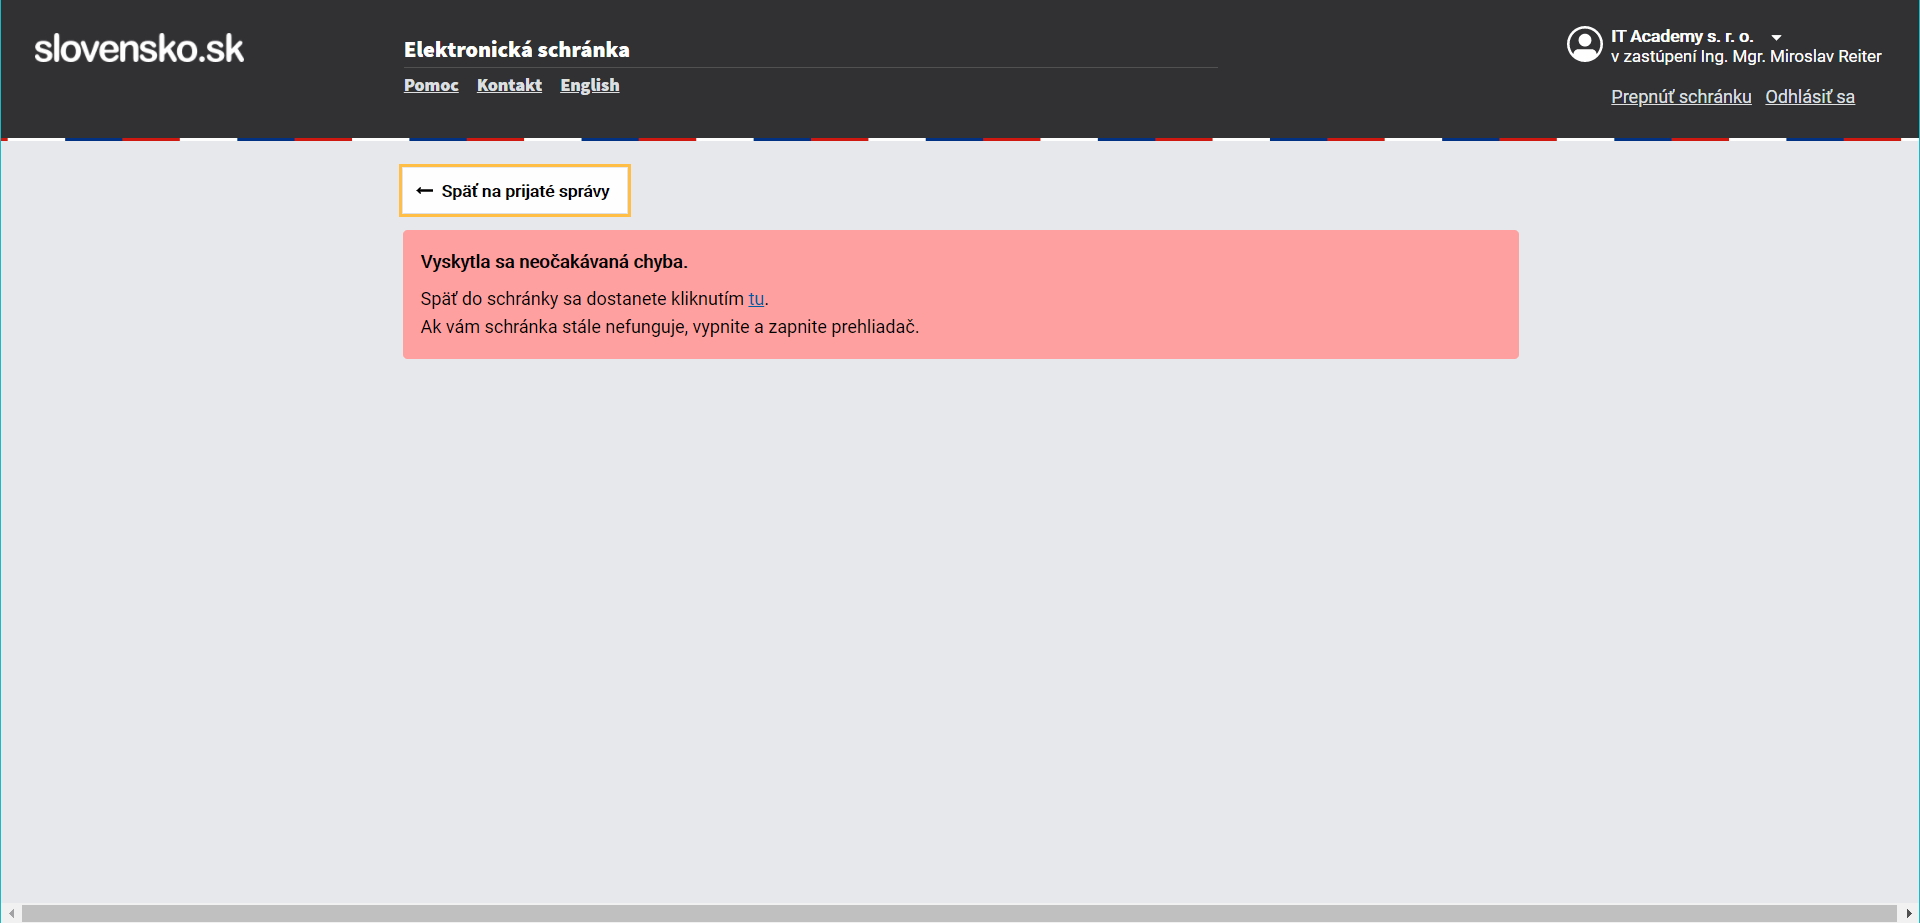 slovensko.sk
Elektronická schránka
Pomoc Kontakt English
IT Academy s. r. o.
v zastúpení Ing. Mgr. Miroslav Reiter
Prepnúť schránku Odhlásiť sa
Späť na prijaté správy
Vyskytla sa neočakávaná chyba.
Späť do schránky sa dostanete kliknutím tu.
Ak vám schránka stále nefunguje, vypnite a zapnite prehliadač.